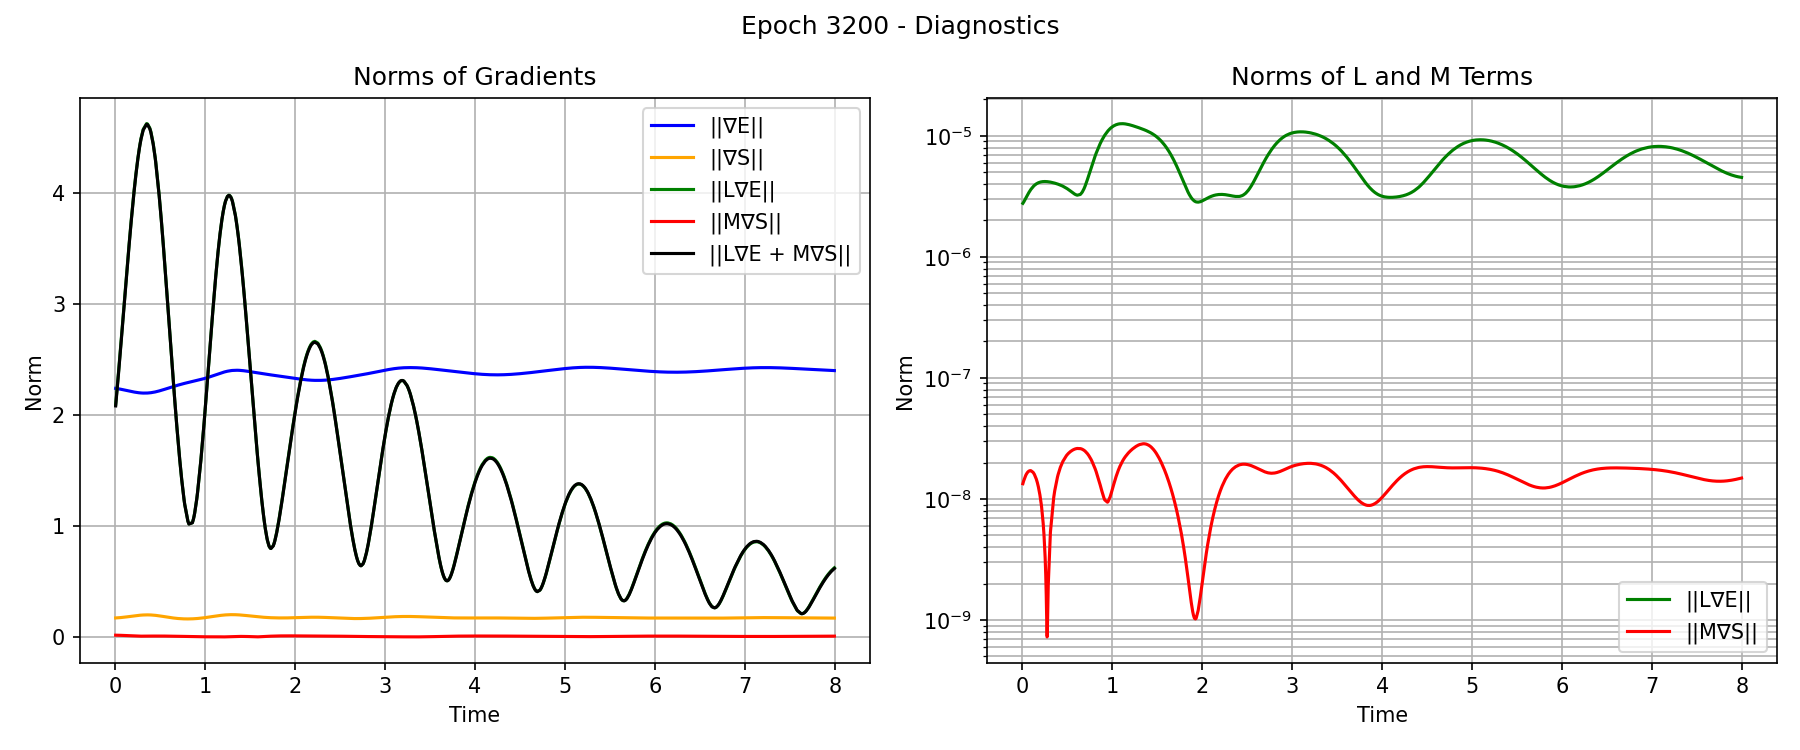 Epoch 3200 - Diagnostics
Norms of Gradients
Norm
4
3
2
1
0
||∇E||
||∇S||
||L∇E||
||M∇S||
||L∇E + M∇S||
0 1 2 3 4 5 6 7 8
Time
Norms of L and M Terms
Norm
10⁻⁵
10⁻⁶
10⁻⁷
10⁻⁸
10⁻⁹
||L∇E||
||M∇S||
0 1 2 3 4 5 6 7 8
Time